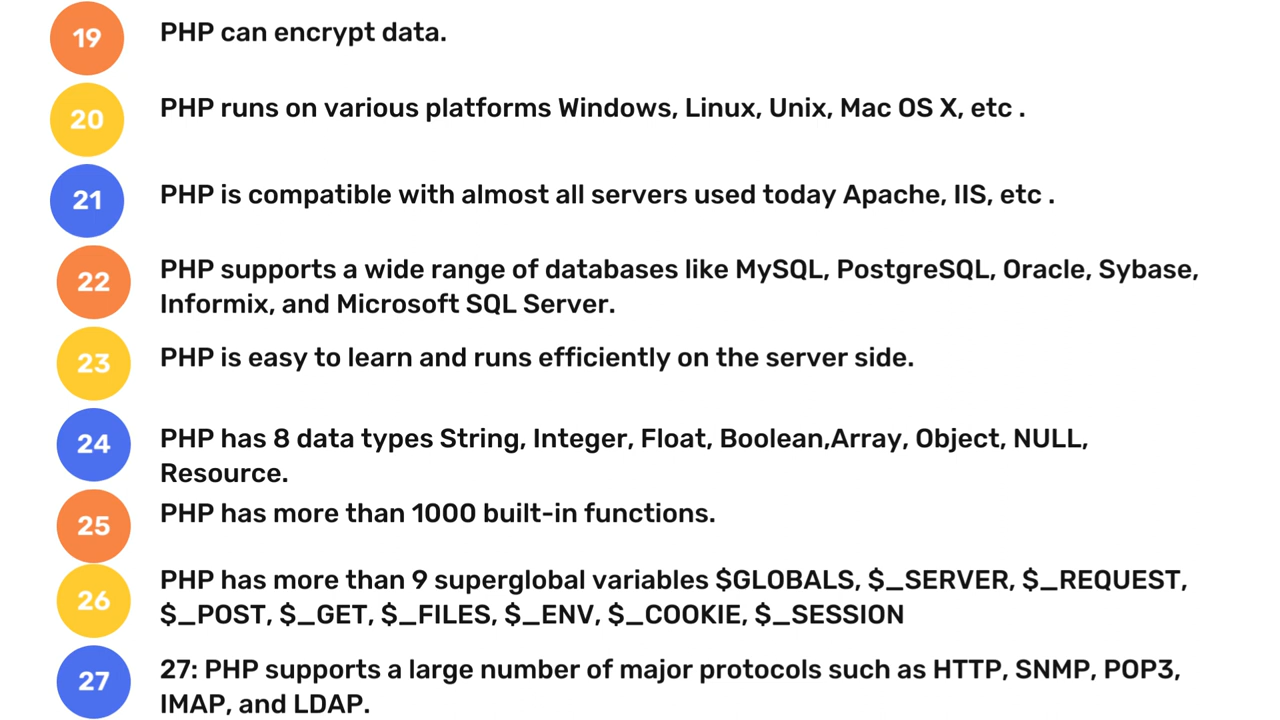 19
PHP can encrypt data.
20
PHP runs on various platforms Windows, Linux, Unix, Mac OS X, etc .
21
PHP is compatible with almost all servers used today Apache, IIS, etc .
22
PHP supports a wide range of databases like MySQL, PostgreSQL, Oracle, Sybase,
Informix, and Microsoft SQL Server.
23
PHP is easy to learn and runs efficiently on the server side.
24
PHP has 8 data types String, Integer, Float, Boolean,Array, Object, NULL,
Resource.
25
PHP has more than 1000 built-in functions.
26
PHP has more than 9 superglobal variables $GLOBALS, $_SERVER, $_REQUEST,
$_POST, $_GET, $_FILES, $_ENV, $_COOKIE, $_SESSION
27
27: PHP supports a large number of major protocols such as HTTP, SNMP, POP3,
IMAP, and LDAP.